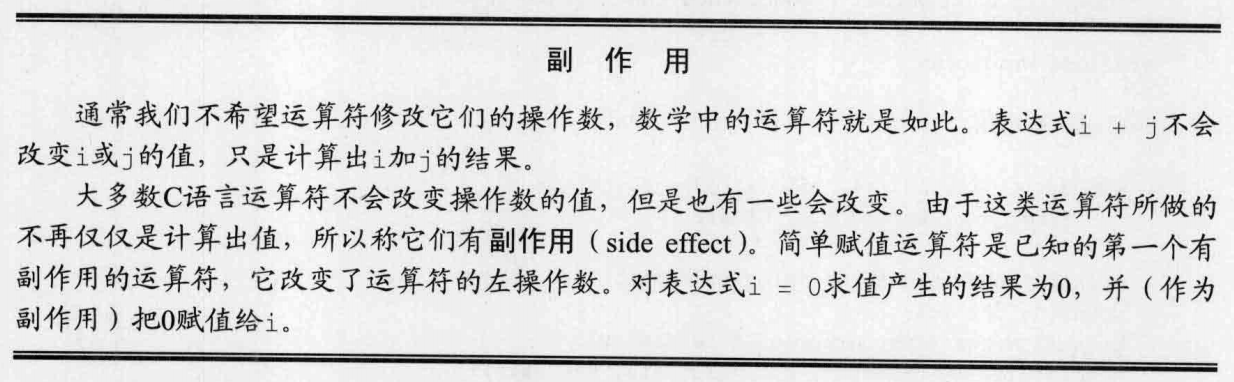 副 作 用
通常我们不希望运算符修改它们的操作数，数学中的运算符就是如此。表达式i + j不会
改变i或j的值，只是计算出i加j的结果。
大多数C语言运算符不会改变操作数的值，但是也有一些会改变。由于这类运算符所做的
不再仅仅是计算出值，所以称它们有副作用（side effect）。简单赋值运算符是已知的第一个有
副作用的运算符，它改变了运算符的左操作数。对表达式i = 0求值产生的结果为0，并（作为
副作用）把0赋值给i。